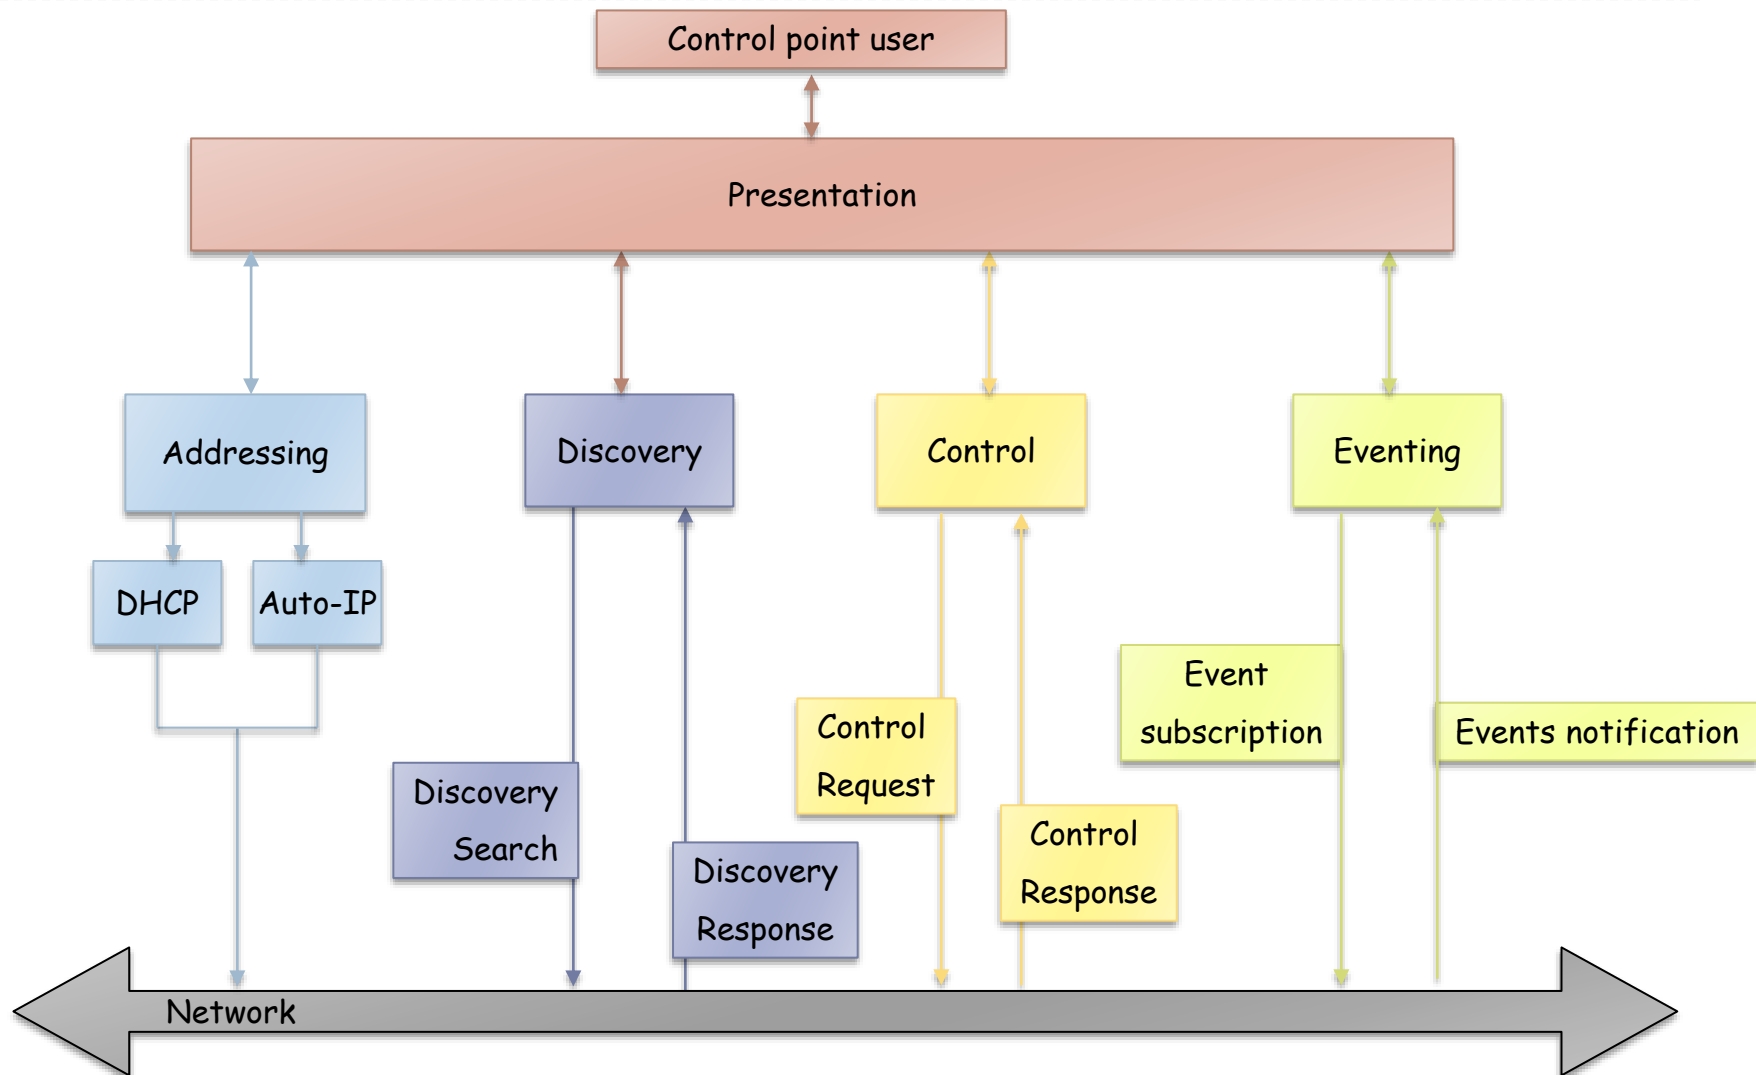 Control point user
Presentation
Addressing
Discovery
Control
Eventing
DHCP
Auto-IP
Event
subscription
Events notification
Control
Request
Discovery
Search
Control
Response
Discovery
Response
Network